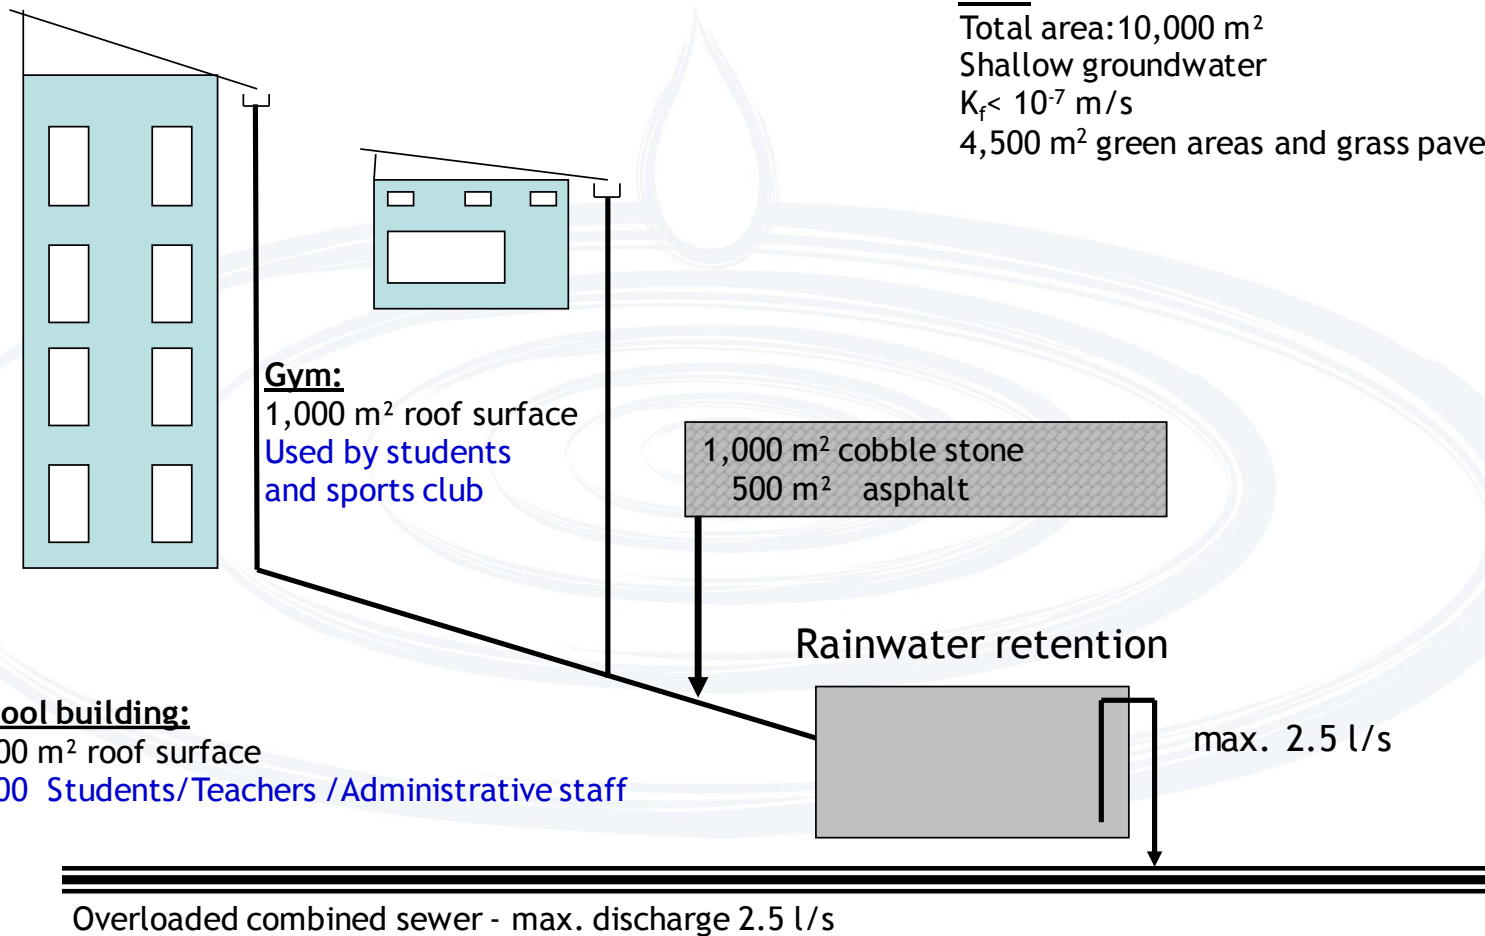 Total area:10,000 m²
Shallow groundwater
Kf< 10-7 m/s
4,500 m² green areas and grass pave
Gym:
1,000 m² roof surface
Used by students
and sports club
1,000 m² cobble stone
500 m² asphalt
Rainwater retention
max. 2.5 l/s
ool building:
00 m² roof surface
00 Students/Teachers /Administrative staff
Overloaded combined sewer - max. discharge 2.5 l/s